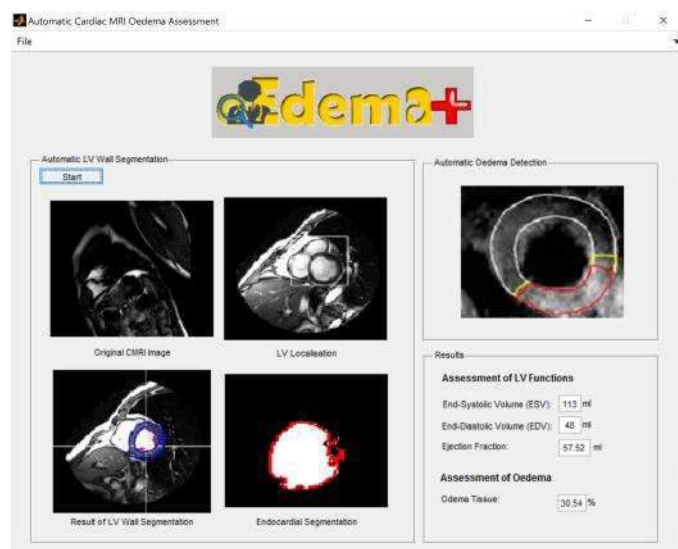 Automatic Cardiac MRI Oedema Assessment
File
Edema+
Automatic LV Wall Segmentation
Start
Original CMRI Image
LV Localisation
Result of LV Wall Segmentation
Endocardial Segmentation
Automatic Oedema Detection
Results
Assessment of LV Functions
End-Systolic Volume (ESV): 113 ml
End-Diastolic Volume (EDV): 48 ml
Ejection Fraction: 57.52 ml
Assessment of Oedema
Odema Tissue: 30.54 %